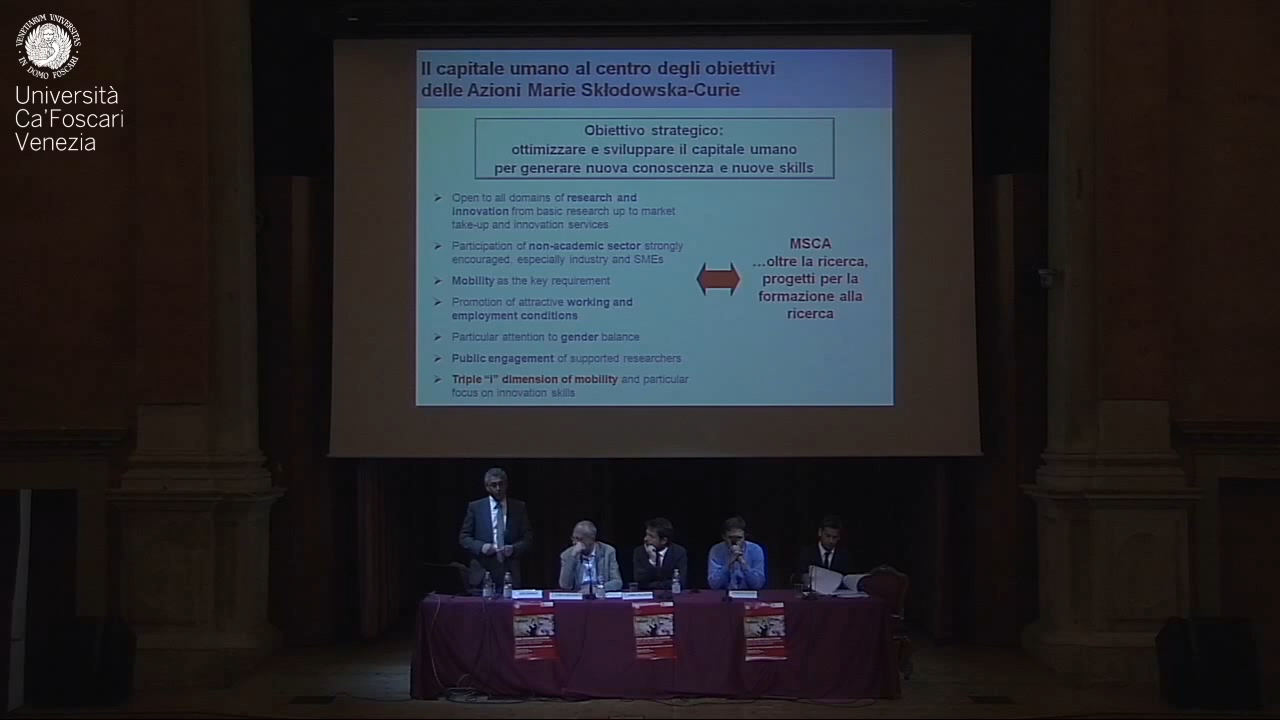 VENETIARVM VNIVERSITAS
IN DOMO FOSCARI
Università
Ca'Foscari
Venezia
Il capitale umano al centro degli obiettivi
delle Azioni Marie Skłodowska-Curie
Obiettivo strategico:
ottimizzare e sviluppare il capitale umano
per generare nuova conoscenza e nuove skills
➢ Open to all domains of research and
innovation from basic research up to market
take-up and innovation services
➢ Participation of non-academic sector strongly
encouraged, especially industry and SMEs
➢ Mobility as the key requirement
➢ Promotion of attractive working and
employment conditions
➢ Particular attention to gender balance
➢ Public engagement of supported researchers
➢ Triple “i” dimension of mobility and particular
focus on innovation skills
MSCA
…oltre la ricerca,
progetti per la
formazione alla
ricerca